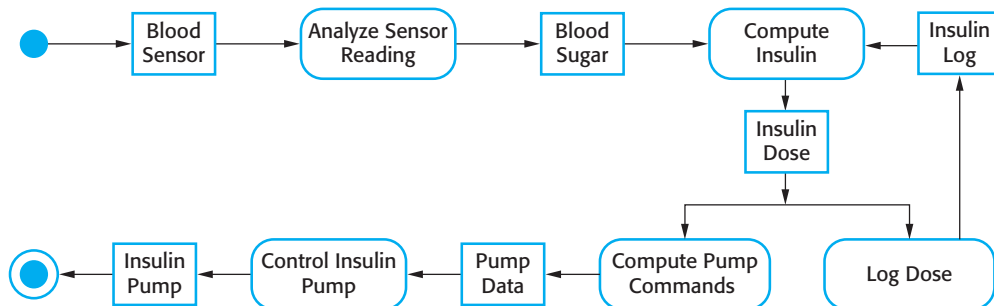 Blood
Sensor
Analyze Sensor
Reading
Blood
Sugar
Compute
Insulin
Insulin
Log
Insulin
Dose
Insulin
Pump
Control Insulin
Pump
Pump
Data
Compute Pump
Commands
Log Dose